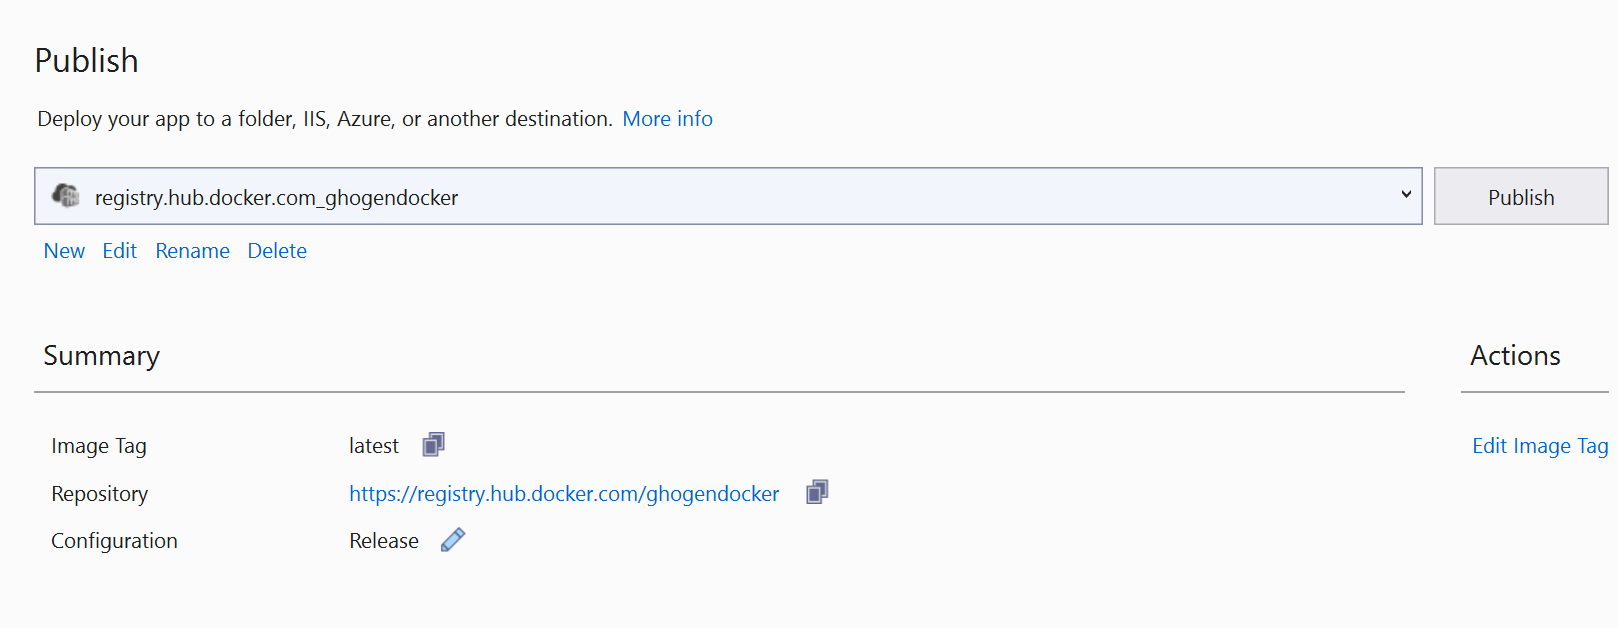 Publish
Deploy your app to a folder, IIS, Azure, or another destination. More info
registry.hub.docker.com_ghogendocker
Publish
New Edit Rename Delete
Summary
Actions
Image Tag latest
Edit Image Tag
Repository https://registry.hub.docker.com/ghogendocker
Configuration Release